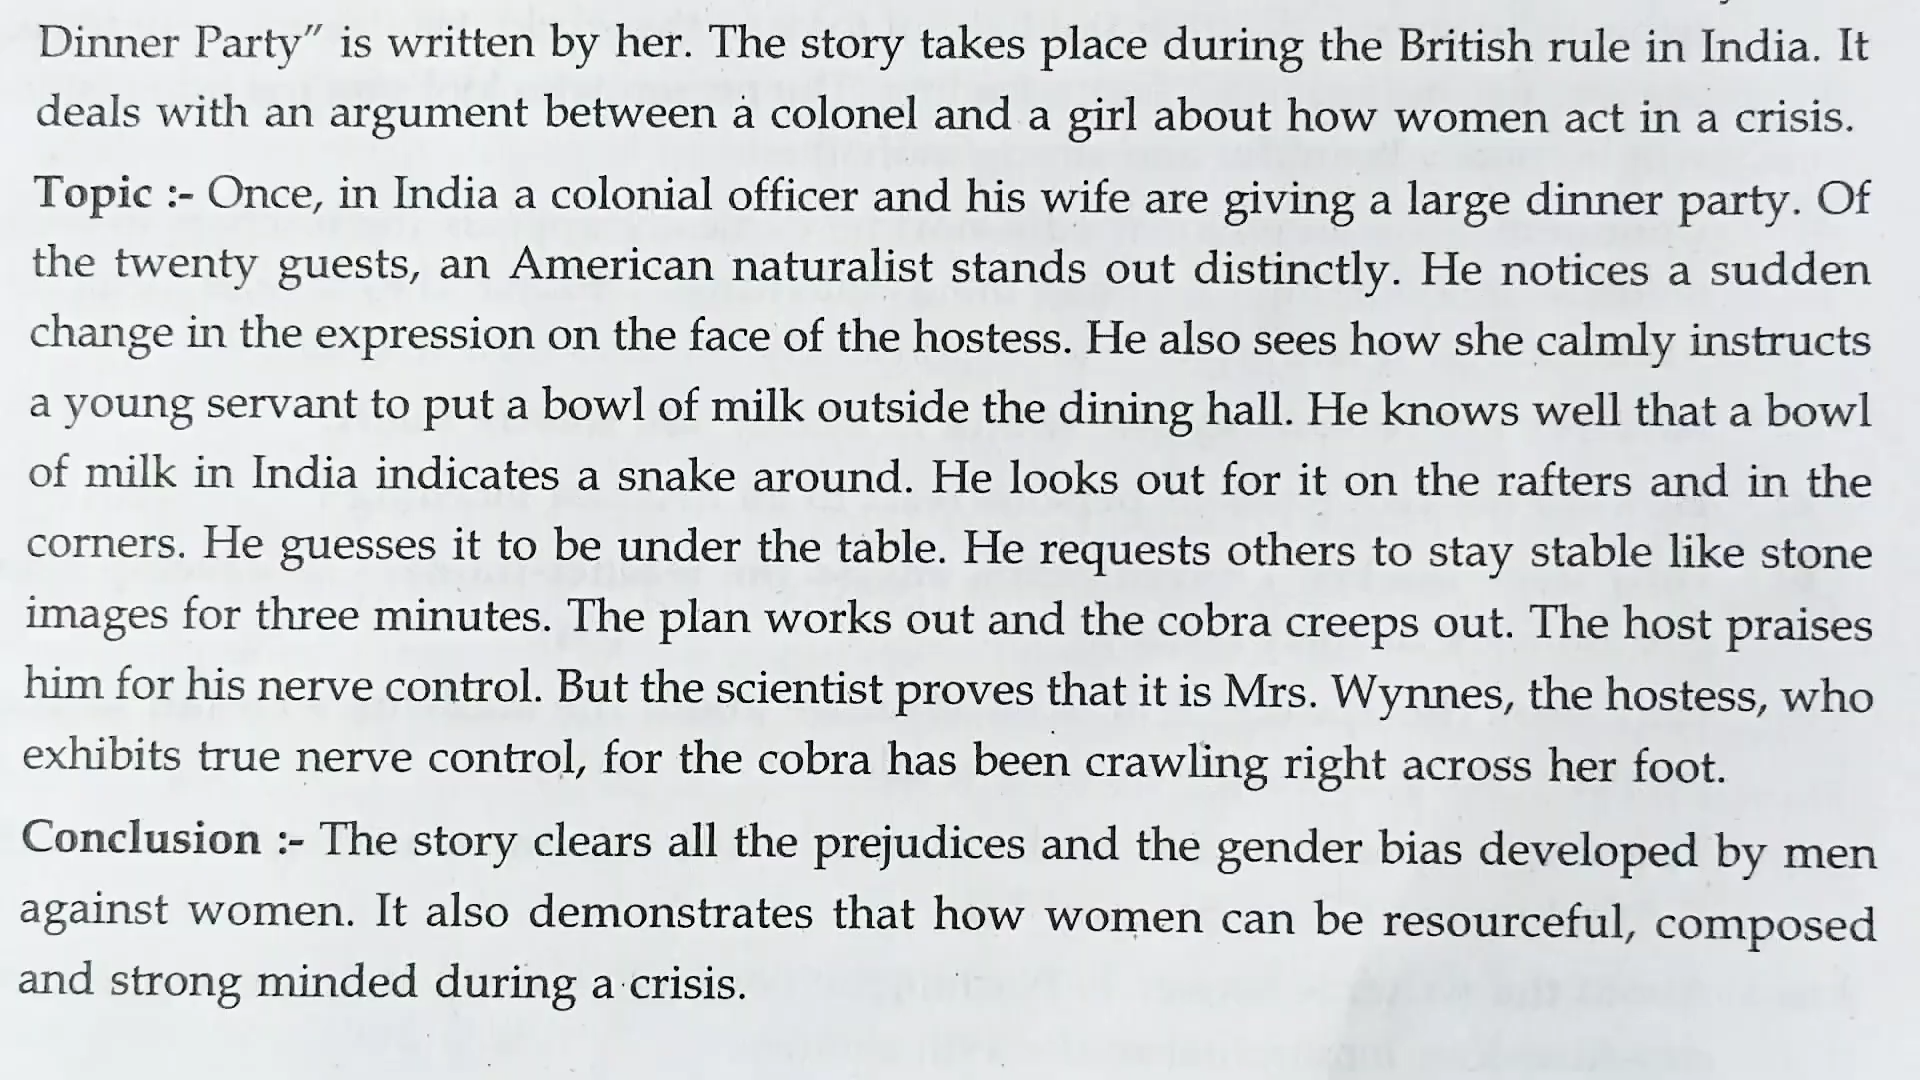 Dinner Party" is written by her. The story takes place during the British rule in India. It
deals with an argument between a colonel and a girl about how women act in a crisis.
Topic :- Once, in India a colonial officer and his wife are giving a large dinner party. Of
the twenty guests, an American naturalist stands out distinctly. He notices a sudden
change in the expression on the face of the hostess. He also sees how she calmly instructs
a young servant to put a bowl of milk outside the dining hall. He knows well that a bowl
of milk in India indicates a snake around. He looks out for it on the rafters and in the
corners. He guesses it to be under the table. He requests others to stay stable like stone
images for three minutes. The plan works out and the cobra creeps out. The host praises
him for his nerve control. But the scientist proves that it is Mrs. Wynnes, the hostess, who
exhibits true nerve control, for the cobra has been crawling right across her foot.
Conclusion :- The story clears all the prejudices and the gender bias developed by men
against women. It also demonstrates that how women can be resourceful, composed
and strong minded during a crisis.